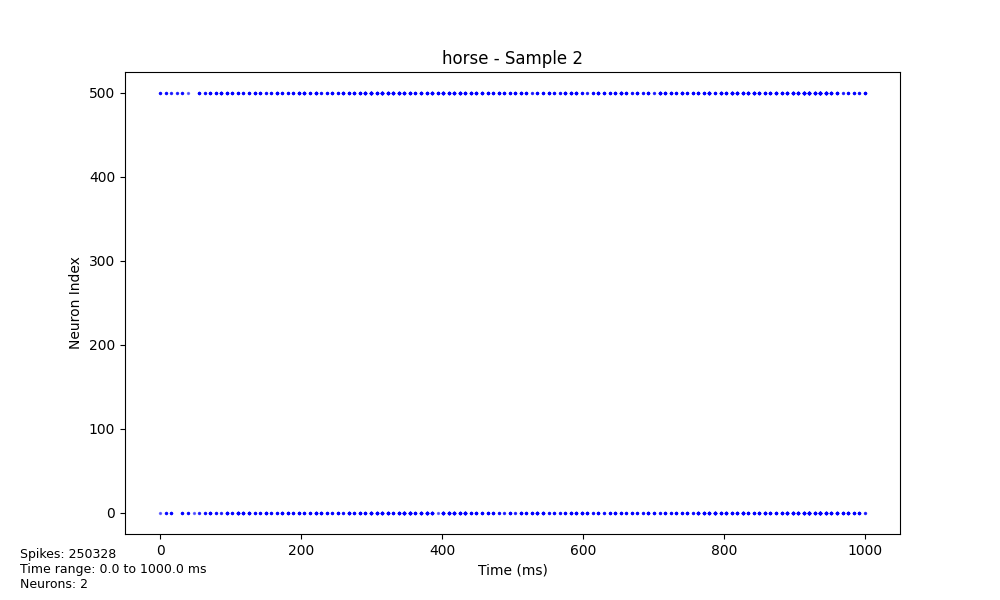 horse - Sample 2
500
400
300
200
100
0
Neuron Index
0 200 400 600 800 1000
Time (ms)
Spikes: 250328
Time range: 0.0 to 1000.0 ms
Neurons: 2